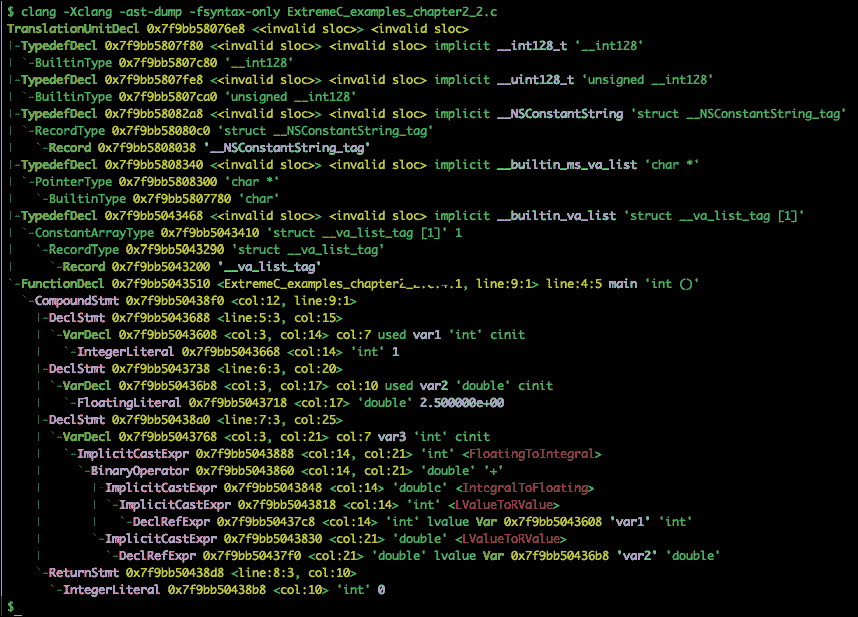 $ clang -Xclang -ast-dump -fsyntax-only ExtremeC_examples_chapter2_2.c
TranslationUnitDecl 0x7f9bb58076e8 <<invalid sloc>> <invalid sloc>
|-TypedefDecl 0x7f9bb5807f80 <<invalid sloc>> <invalid sloc> implicit __int128_t '__int128'
| `-BuiltinType 0x7f9bb5807c80 '__int128'
|-TypedefDecl 0x7f9bb5807fe8 <<invalid sloc>> <invalid sloc> implicit __uint128_t 'unsigned __int128'
| `-BuiltinType 0x7f9bb5807ca0 'unsigned __int128'
|-TypedefDecl 0x7f9bb58082a8 <<invalid sloc>> <invalid sloc> implicit __NSConstantString 'struct __NSConstantString_tag'
| `-RecordType 0x7f9bb58080c0 'struct __NSConstantString_tag'
|   `-Record 0x7f9bb5808038 '__NSConstantString_tag'
|-TypedefDecl 0x7f9bb5808340 <<invalid sloc>> <invalid sloc> implicit __builtin_ms_va_list 'char *'
| `-PointerType 0x7f9bb5808300 'char *'
|   `-BuiltinType 0x7f9bb5807780 'char'
|-TypedefDecl 0x7f9bb5043468 <<invalid sloc>> <invalid sloc> implicit __builtin_va_list 'struct __va_list_tag [1]'
| `-ConstantArrayType 0x7f9bb5043410 'struct __va_list_tag [1]' 1
|   `-RecordType 0x7f9bb5043290 'struct __va_list_tag'
|     `-Record 0x7f9bb5043200 '__va_list_tag'
`-FunctionDecl 0x7f9bb5043510 <ExtremeC_examples_chapter2_2.c:4:1, line:9:1> line:4:5 main 'int ()'
  `-CompoundStmt 0x7f9bb50438f0 <col:12, line:9:1>
    |-DeclStmt 0x7f9bb5043688 <line:5:3, col:15>
    | `-VarDecl 0x7f9bb5043608 <col:3, col:14> col:7 used var1 'int' cinit
    |   `-IntegerLiteral 0x7f9bb5043668 <col:14> 'int' 1
    |-DeclStmt 0x7f9bb5043738 <line:6:3, col:20>
    | `-VarDecl 0x7f9bb50436b8 <col:3, col:17> col:10 used var2 'double' cinit
    |   `-FloatingLiteral 0x7f9bb5043718 <col:17> 'double' 2.500000e+00
    |-DeclStmt 0x7f9bb50438a0 <line:7:3, col:25>
    | `-VarDecl 0x7f9bb5043768 <col:3, col:21> col:7 var3 'int' cinit
    |   `-ImplicitCastExpr 0x7f9bb5043888 <col:14, col:21> 'int' <FloatingToIntegral>
    |     `-BinaryOperator 0x7f9bb5043860 <col:14, col:21> 'double' '+'
    |       |-ImplicitCastExpr 0x7f9bb5043848 <col:14> 'double' <IntegralToFloating>
    |       | `-ImplicitCastExpr 0x7f9bb5043818 <col:14> 'int' <LValueToRValue>
    |       |   `-DeclRefExpr 0x7f9bb50437c8 <col:14> 'int' lvalue Var 0x7f9bb5043608 'var1' 'int'
    |       `-ImplicitCastExpr 0x7f9bb5043830 <col:21> 'double' <LValueToRValue>
    |         `-DeclRefExpr 0x7f9bb50437f0 <col:21> 'double' lvalue Var 0x7f9bb50436b8 'var2' 'double'
    `-ReturnStmt 0x7f9bb50438d8 <line:8:3, col:10>
      `-IntegerLiteral 0x7f9bb50438b8 <col:10> 'int' 0
$